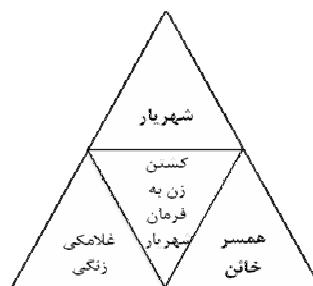 شهریار
کشتن
زن به
فرمان
شهریار
همسر
خائن
غلامکی
زنگی